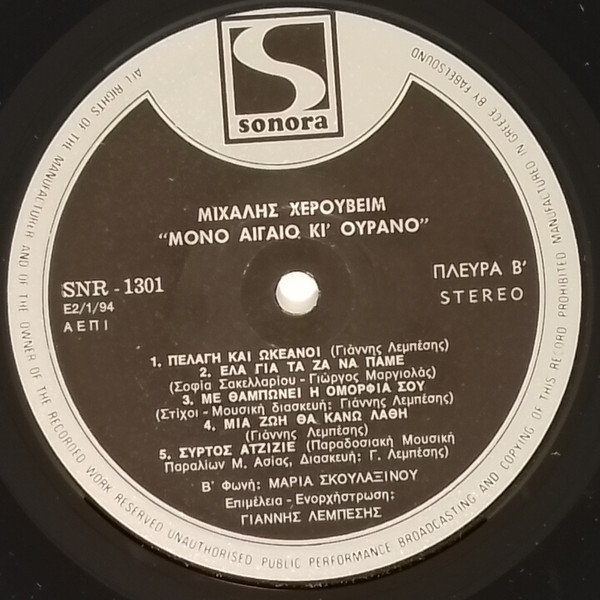 sonora
ΜΙΧΑΛΗΣ ΧΕΡΟΥΒΕΙΜ
“ΜΟΝΟ ΑΙΓΑΙΟ ΚΙ' ΟΥΡΑΝΟ”
SNR - 1301
Ε2/1/94
ΑΕΠΙ
ΠΛΕΥΡΑ Β'
STEREO
1. ΠΕΛΑΓΗ ΚΑΙ ΩΚΕΑΝΟΙ (Γιάννης Λεμπέσης)
2. ΕΛΑ ΓΙΑ ΤΑ ΖΑ ΝΑ ΠΑΜΕ
(Σοφία Σακελλαρίου - Γιώργος Μαργιολάς)
3. ΜΕ ΘΑΜΠΩΝΕΙ Η ΟΜΟΡΦΙΑ ΣΟΥ
(Στίχοι - Μουσική διασκευή: Γιάννης Λεμπέσης)
4. ΜΙΑ ΖΩΗ ΘΑ ΚΑΝΩ ΛΑΘΗ
(Γιάννης Λεμπέσης)
5. ΣΥΡΤΟΣ ΑΤΖΙΖΙΕ (Παραδοσιακή Μουσική
Παραλίων Μ. Ασίας, Διασκευή: Γ. Λεμπέσης)
Β' Φωνή: ΜΑΡΙΑ ΣΚΟΥΛΑΞΙΝΟΥ
Επιμέλεια - Ενορχήστρωση:
ΓΙΑΝΝΗΣ ΛΕΜΠΕΣΗΣ
ALL RIGHTS OF THE MANUFACTURER AND OF THE OWNER OF THE RECORDED WORK RESERVED UNAUTHORISED PUBLIC PERFORMANCE BROADCASTING AND COPYING OF THIS RECORD PROHIBITED MANUFACTURED IN GREECE BY FABELSOUND